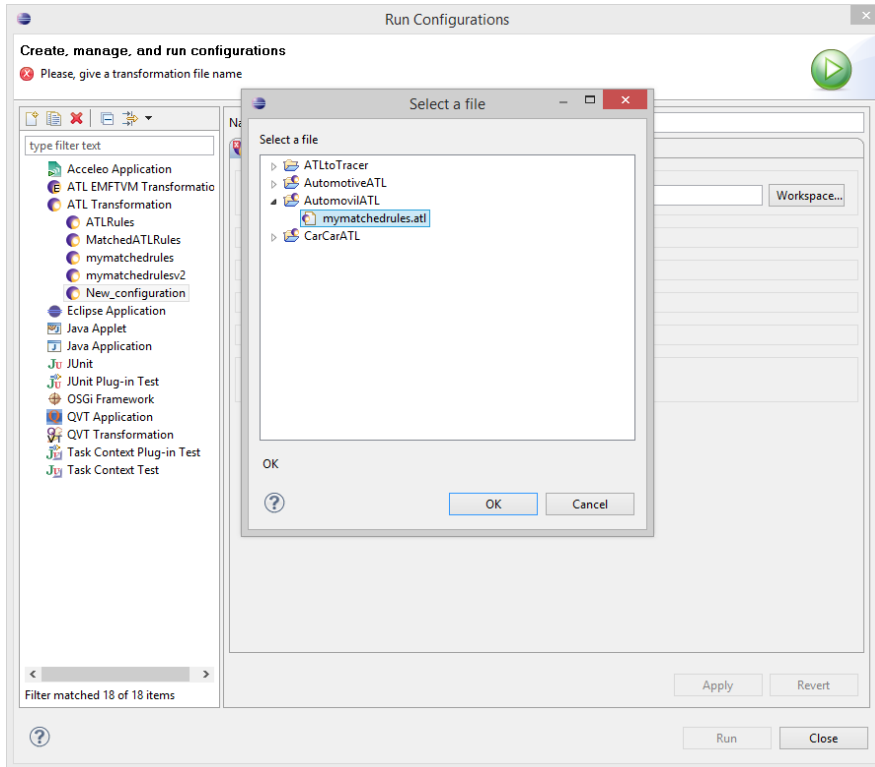 Run Configurations
Create, manage, and run configurations
Please, give a transformation file name
type filter text
Acceleo Application
ATL EMFTVM Transformatio
ATL Transformation
ATLRules
MatchedATLRules
mymatchedrules
mymatchedrulesv2
New_configuration
Eclipse Application
Java Applet
Java Application
JUnit
JUnit Plug-in Test
OSGi Framework
QVT Application
QVT Transformation
Task Context Plug-in Test
Task Context Test
Filter matched 18 of 18 items
Na
Workspace...
Select a file
Select a file
ATLtoTracer
AutomotiveATL
AutomovilATL
mymatchedrules.atl
CarCarATL
OK
OK
Cancel
Apply
Revert
Run
Close